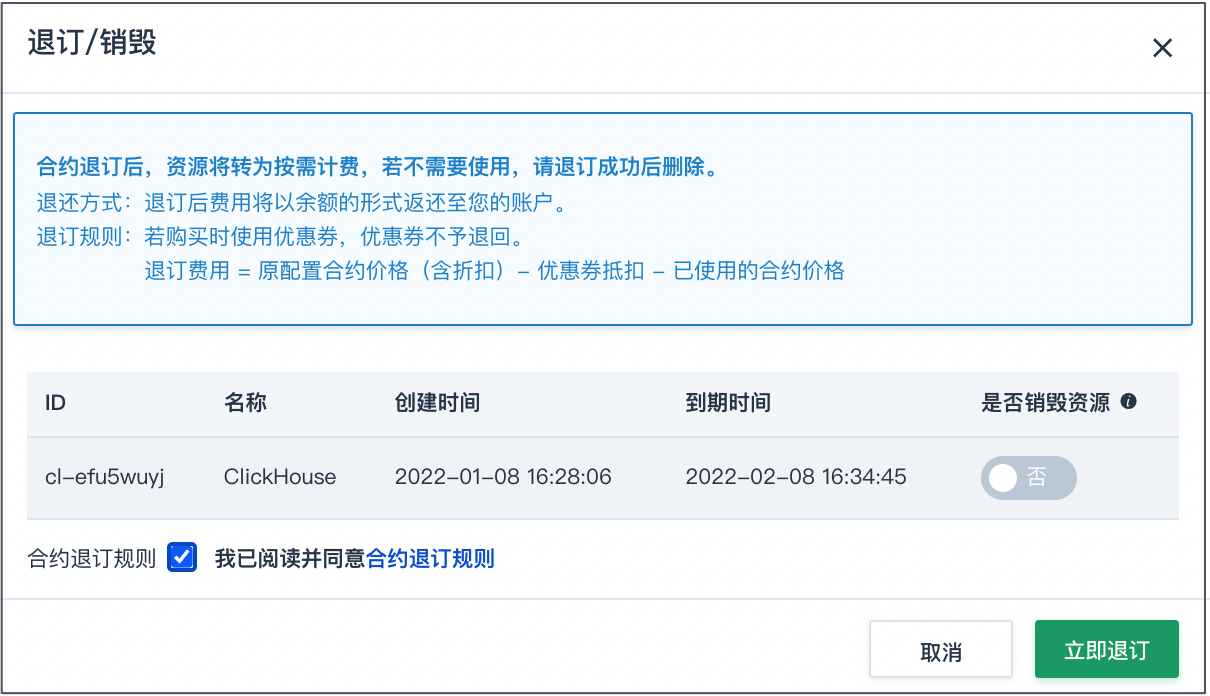 退订/销毁
合约退订后，资源将转为按需计费，若不需要使用，请退订成功后删除。
退还方式：退订后费用将以余额的形式返还至您的账户。
退订规则：若购买时使用优惠券，优惠券不予退回。
退订费用 = 原配置合约价格（含折扣）- 优惠券抵扣 - 已使用的合约价格
ID 名称 创建时间 到期时间 是否销毁资源
cl-efu5wuyj ClickHouse 2022-01-08 16:28:06 2022-02-08 16:34:45 否
合约退订规则 我已阅读并同意合约退订规则
取消 立即退订